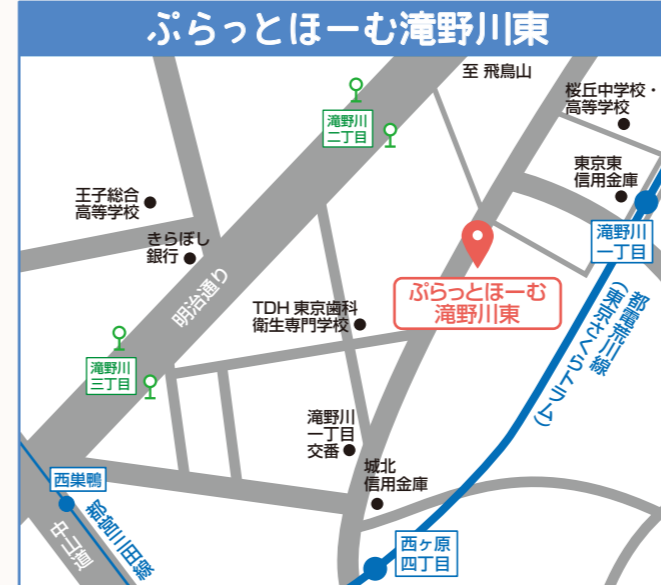 ぷらっとほーむ滝野川東
至 飛鳥山
桜丘中学校・
高等学校
滝野川
二丁目
東京東
信用金庫
王子総合
高等学校
滝野川
一丁目
きらぼし
銀行
明治通り
ぷらっとほーむ
滝野川東
TDH 東京歯科
衛生専門学校
都電荒川線
(東京さくらトラム)
滝野川
三丁目
滝野川
一丁目
交番
城北
信用金庫
西巣鴨
都営三田線
中山道
西ヶ原
四丁目